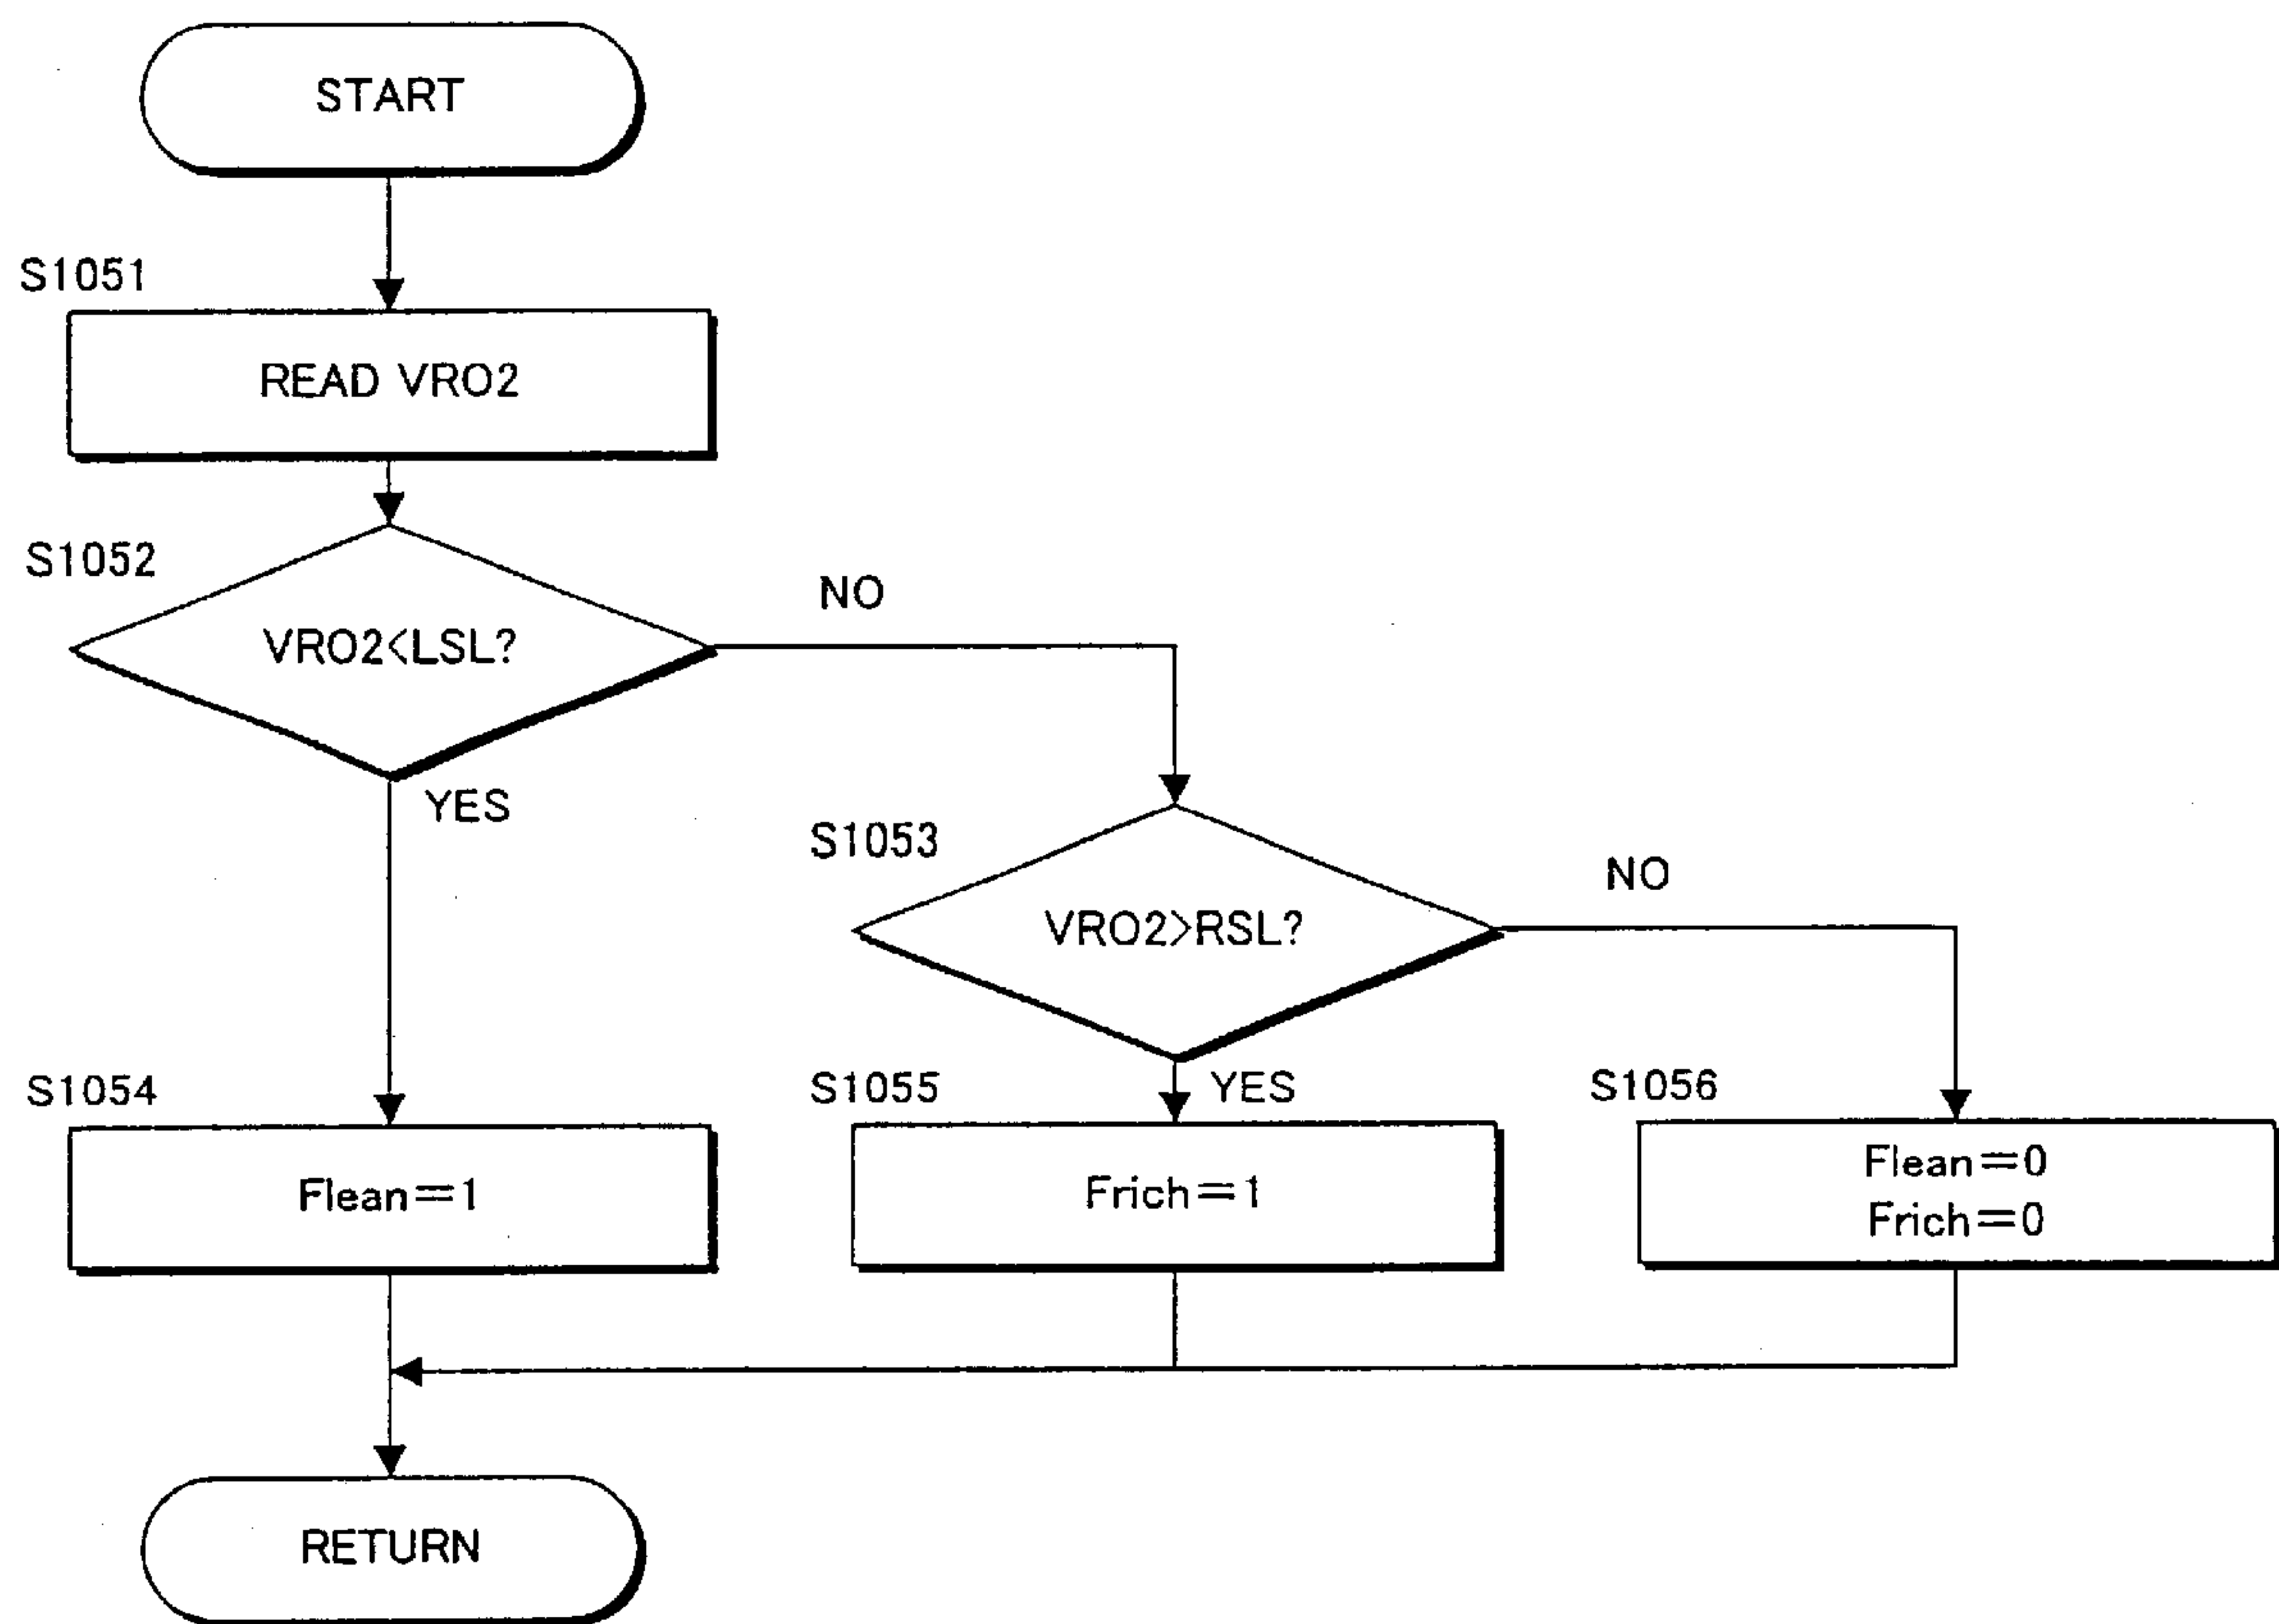 START
S1051
READ VRO2
S1052
VRO2<LSL?
NO
YES
S1053
VRO2>RSL?
NO
YES
S1054
Flean=1
S1055
Frich=1
S1056
Flean=0
Frich=0
RETURN